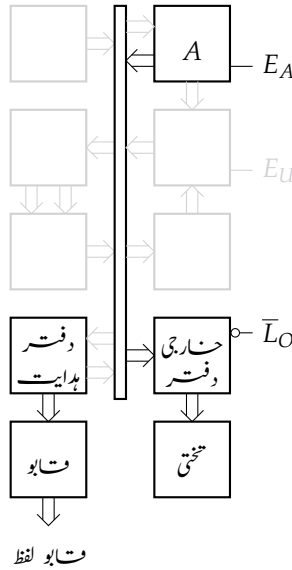 A
E_A
E_U
دفتر
ہدایت
خارجی
دفتر
L̅_O
قابو
تختی
قابو لفظ